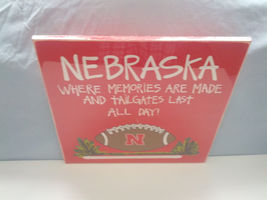 NEBRASKA
WHERE MEMORIES ARE MADE
AND TAILGATES LAST
ALL DAY!
N